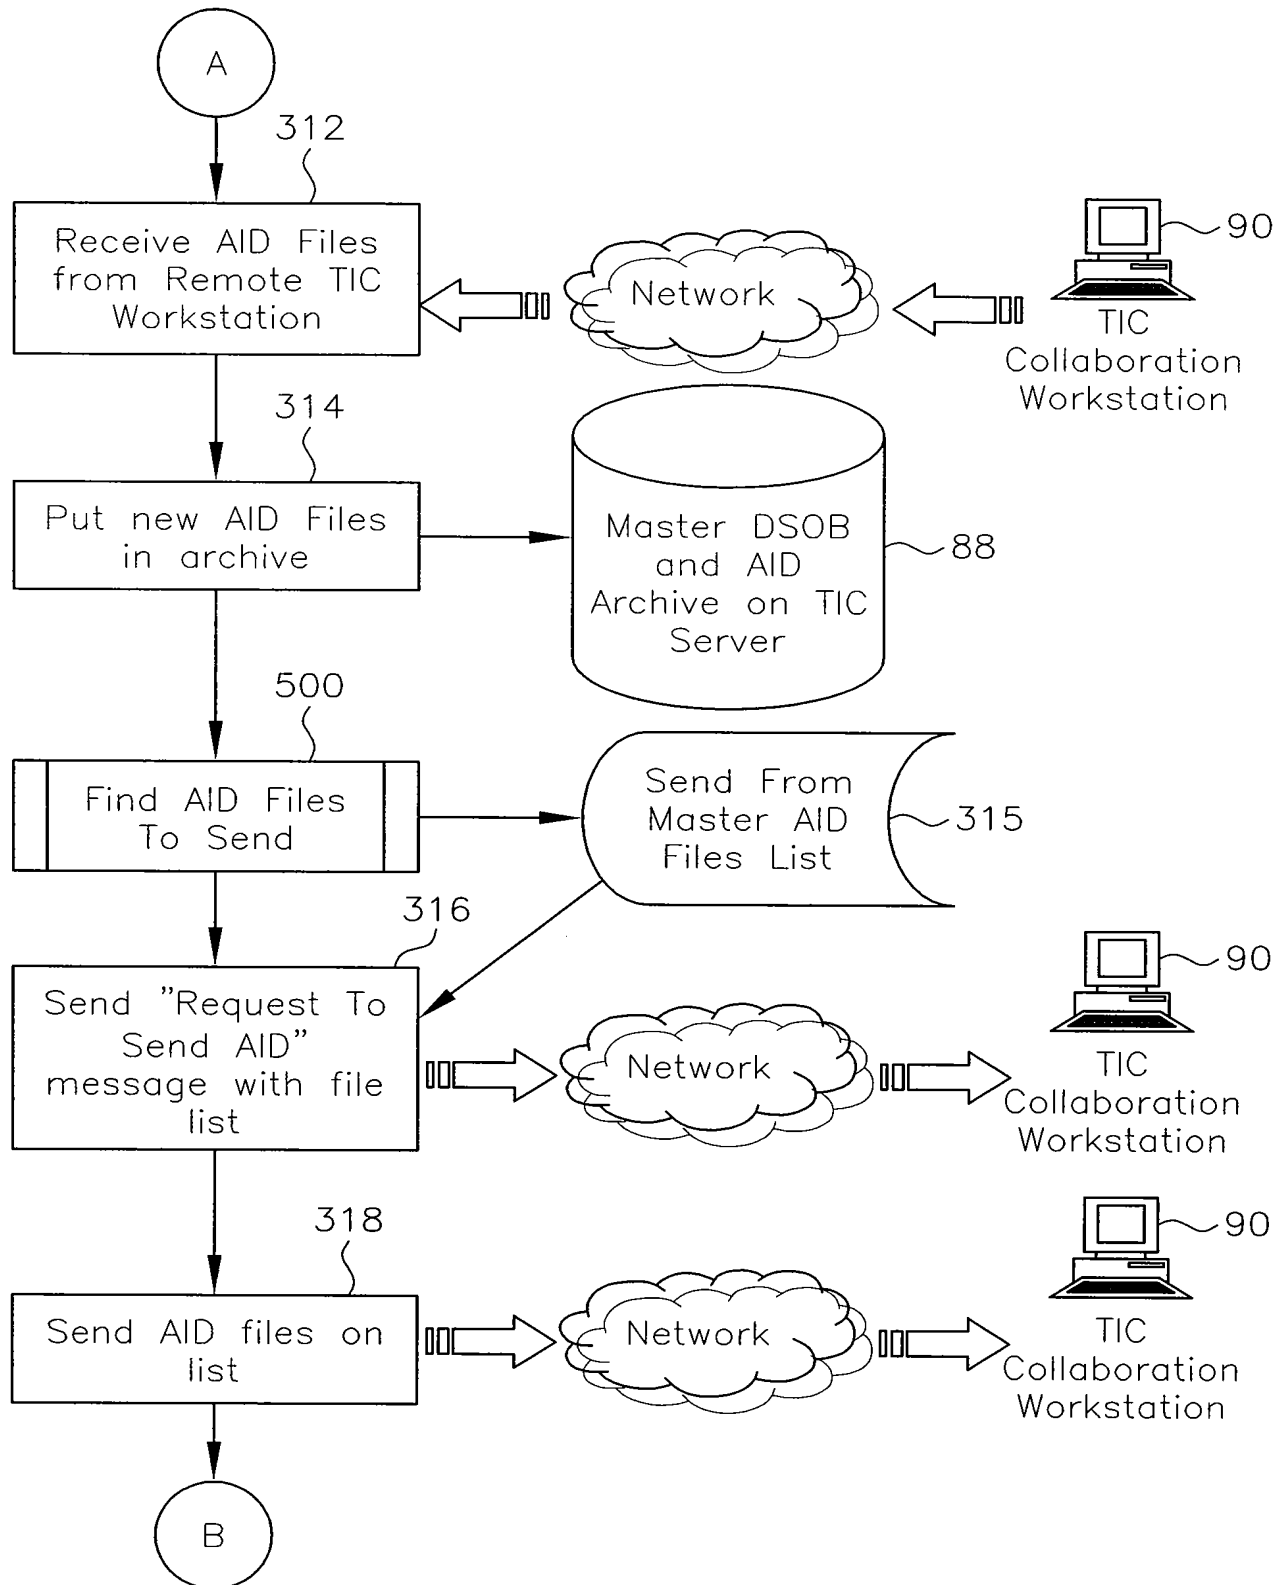 A
312
Receive AID Files
from Remote TIC
Workstation
Network
90
TIC
Collaboration
Workstation
314
Put new AID Files
in archive
Master DSOB
and AID
Archive on TIC
Server
88
500
Find AID Files
To Send
Send From
Master AID
Files List
315
316
Send "Request To
Send AID"
message with file
list
Network
90
TIC
Collaboration
Workstation
318
Send AID files on
list
Network
90
TIC
Collaboration
Workstation
B